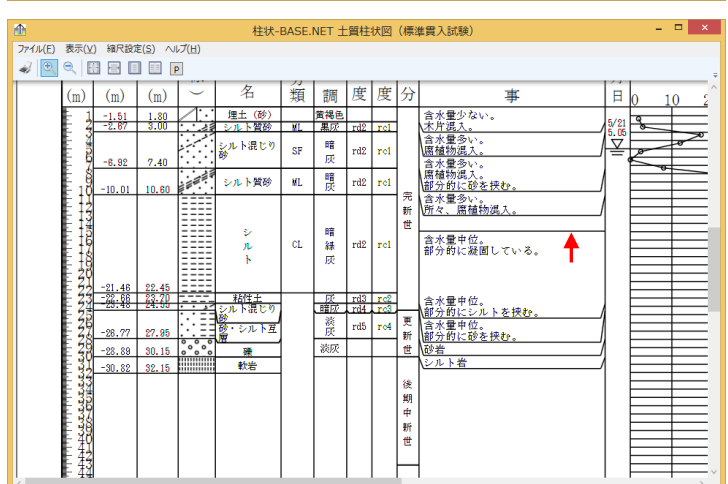 柱状-BASE.NET 土質柱状図（標準貫入試験）
ファイル(F) 表示(V) 縮尺設定(S) ヘルプ(H)
(m) (m) (m) 名 類 調 度 度 分 事 日 0 10
-1.51 1.80 埋土（砂） 黄褐色 含水量少ない。
木片混入。
-2.67 3.00 シルト質砂 ML 黒灰 rd2 rc1
5/21
5.05
シルト混じり砂 SF 暗灰 rd2 rc1 含水量多い。
腐植物混入。
-6.92 7.40
含水量多い。
腐植物混入。
部分的に砂を挟む。
シルト質砂 ML 暗灰 rd2 rc1
-10.01 10.60
含水量多い。
所々、腐植物混入。
完新世
シルト CL 暗緑灰 rd2 rc1
含水量中位。
部分的に凝固している。
-21.46 22.45
粘性土 灰 rd3 rc2
23.70
含水量中位。
部分的にシルトを挟む。
シルト混じり砂 暗灰 rd4 rc3
砂・シルト互層 淡灰 rd5 rc4
含水量中位。
部分的に砂を挟む。
更新世
-26.77 27.95
礫 淡灰 砂岩
30.15
軟岩 シルト岩
-30.82 32.15
後期中新世